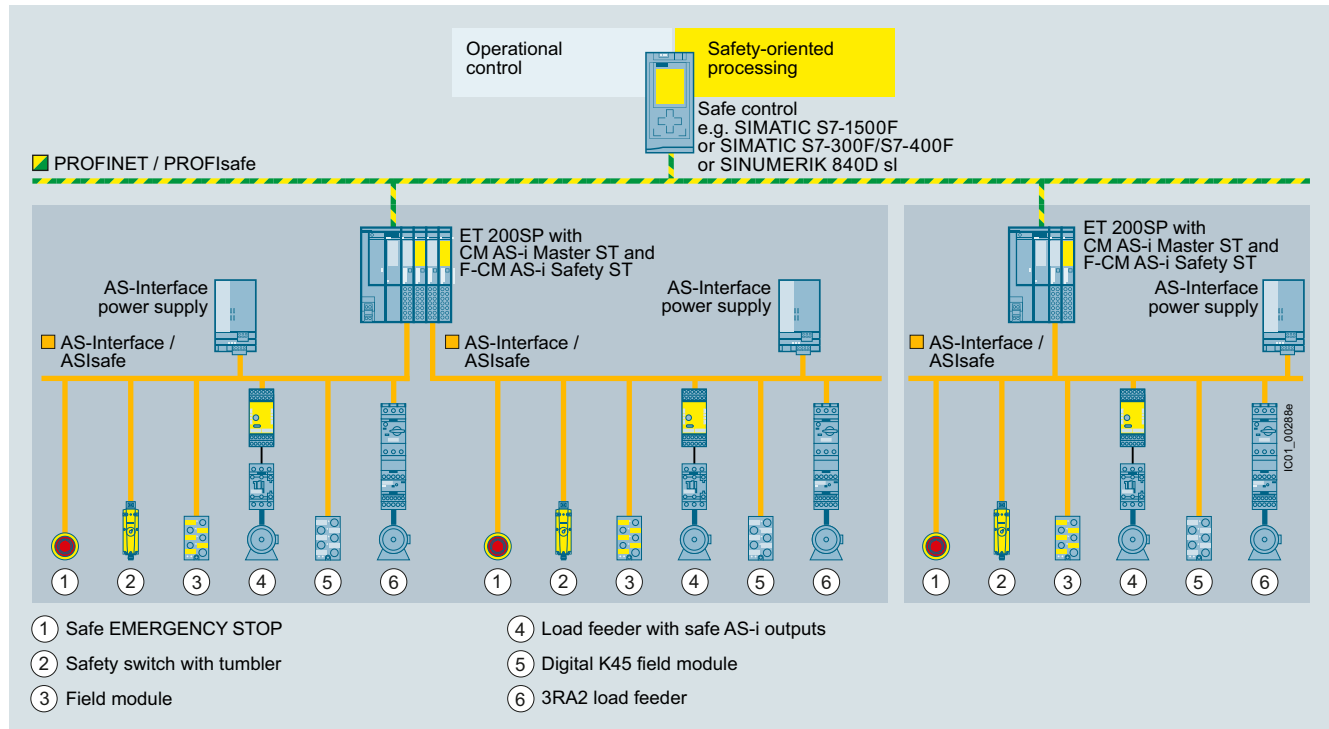 Operational
control
Safety-oriented
processing
Safe control
e.g. SIMATIC S7-1500F
or SIMATIC S7-300F/S7-400F
or SINUMERIK 840D sl
PROFINET / PROFIsafe
ET 200SP with
CM AS-i Master ST and
F-CM AS-i Safety ST
AS-Interface
power supply
AS-Interface
power supply
AS-Interface /
ASIsafe
AS-Interface /
ASIsafe
1 2 3 4 5 6
1 2 3 4 5 6
ET 200SP with
CM AS-i Master ST and
F-CM AS-i Safety ST
AS-Interface
power supply
AS-Interface /
ASIsafe
IC01_00288e
1 2 3 4 5 6
1 Safe EMERGENCY STOP
2 Safety switch with tumbler
3 Field module
4 Load feeder with safe AS-i outputs
5 Digital K45 field module
6 3RA2 load feeder